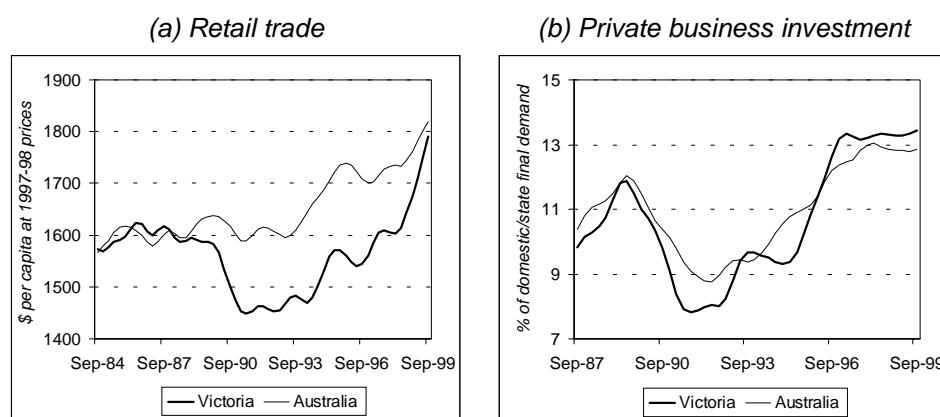 (a) Retail trade
$ per capita at 1997-98 prices
1900
1800
1700
1600
1500
1400
Sep-84 Sep-87 Sep-90 Sep-93 Sep-96 Sep-99
Victoria Australia
(b) Private business investment
% of domestic/state final demand
15
13
11
9
7
Sep-87 Sep-90 Sep-93 Sep-96 Sep-99
Victoria Australia